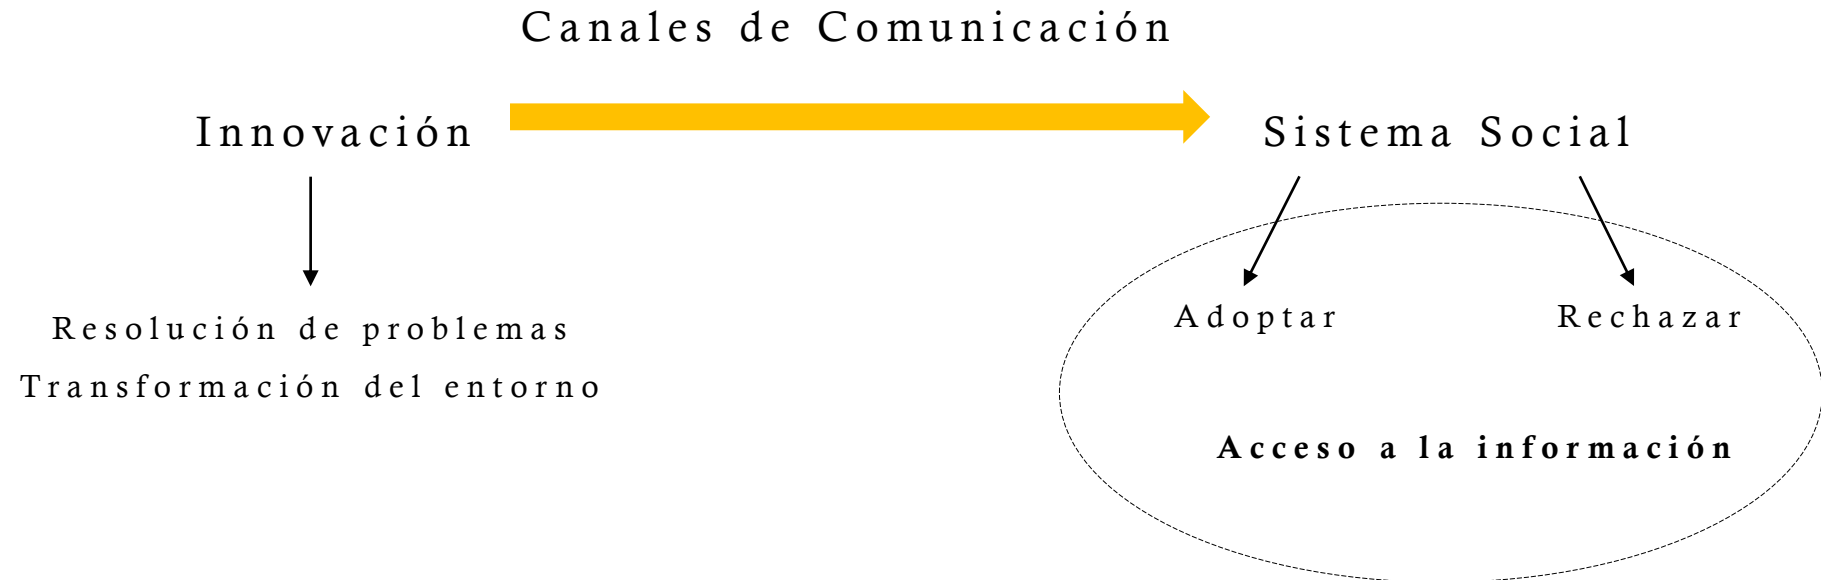 Canales de Comunicación
Innovación
Sistema Social
Resolución de problemas
Transformación del entorno
Adoptar
Rechazar
Acceso a la información